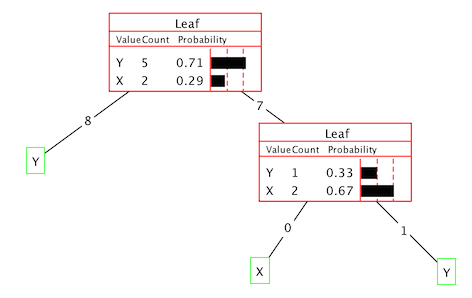 Leaf
Value Count Probability
Y 5 0.71
X 2 0.29
8
7
Y
Leaf
Value Count Probability
Y 1 0.33
X 2 0.67
0
1
X
Y